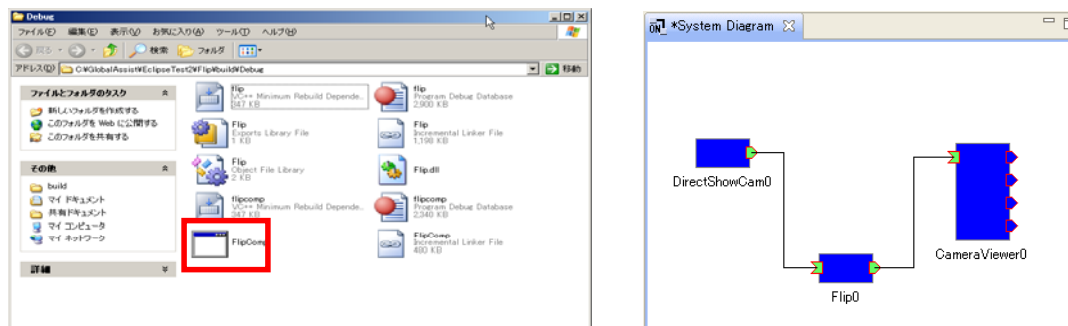 Debug
ファイル(F) 編集(E) 表示(V) お気に入り(A) ツール(T) ヘルプ(H)
戻る 検索 フォルダ
アドレス(D) C:¥GlobalAssist¥EclipseTest2¥Flip¥build¥Debug 移動
ファイルとフォルダのタスク
新しいフォルダを作成する
このフォルダを Web に公開する
このフォルダを共有する
その他
build
マイ ドキュメント
共有ドキュメント
マイ コンピュータ
マイ ネットワーク
詳細
flip
VC++ Minimum Rebuild Depende...
347 KB
flip
Program Debug Database
2,900 KB
Flip
Exports Library File
1 KB
Flip
Incremental Linker File
1,198 KB
Flip
Object File Library
2 KB
Flip.dll
flipcomp
VC++ Minimum Rebuild Depende...
347 KB
flipcomp
Program Debug Database
2,340 KB
FlipComp
FlipComp
Incremental Linker File
480 KB
ON *System Diagram
DirectShowCam0
Flip0
CameraViewer0